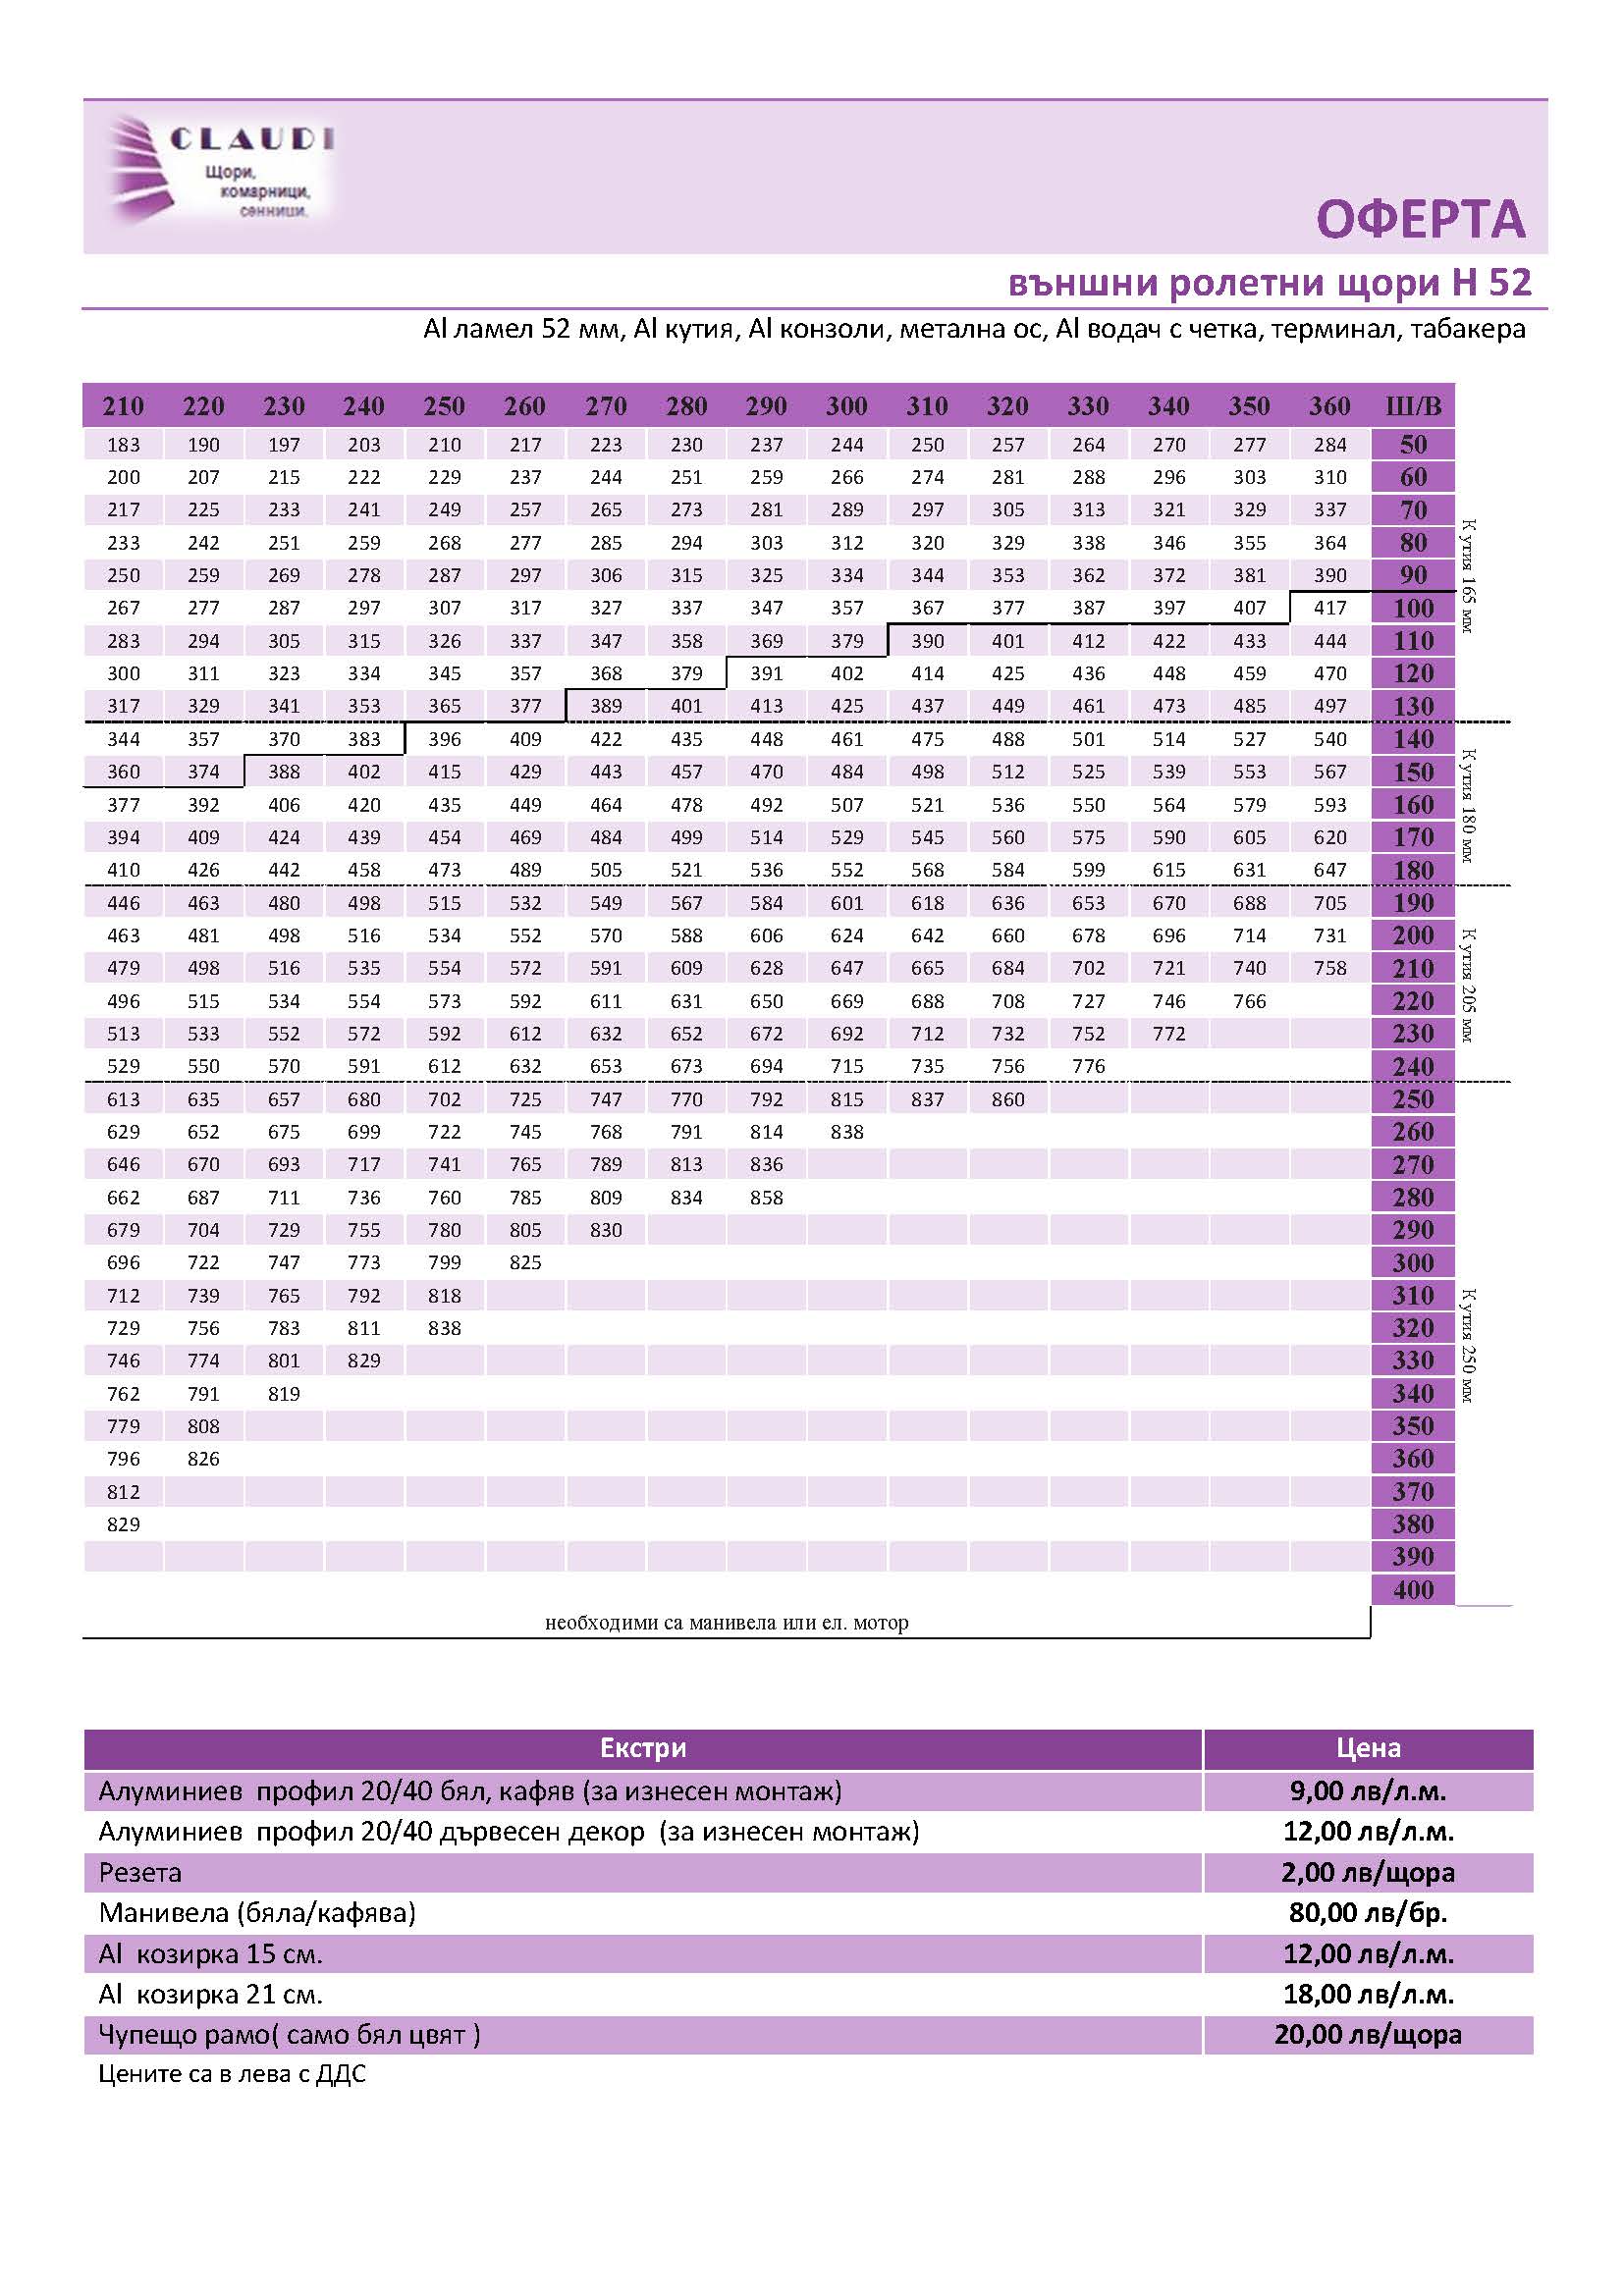 CLAUDI
Щори,
комарници,
сенници.
ОФЕРТА
външни ролетни щори Н 52
Al ламел 52 мм, Al кутия, Al конзоли, метална ос, Al водач с четка, терминал, табакера
210 220 230 240 250 260 270 280 290 300 310 320 330 340 350 360 Ш/В
183 190 197 203 210 217 223 230 237 244 250 257 264 270 277 284 50
200 207 215 222 229 237 244 251 259 266 274 281 288 296 303 310 60
217 225 233 241 249 257 265 273 281 289 297 305 313 321 329 337 70
233 242 251 259 268 277 285 294 303 312 320 329 338 346 355 364 80
250 259 269 278 287 297 306 315 325 334 344 353 362 372 381 390 90
267 277 287 297 307 317 327 337 347 357 367 377 387 397 407 417 100
283 294 305 315 326 337 347 358 369 379 390 401 412 422 433 444 110
300 311 323 334 345 357 368 379 391 402 414 425 436 448 459 470 120
317 329 341 353 365 377 389 401 413 425 437 449 461 473 485 497 130
Кутия 165 мм
344 357 370 383 396 409 422 435 448 461 475 488 501 514 527 540 140
360 374 388 402 415 429 443 457 470 484 498 512 525 539 553 567 150
377 392 406 420 435 449 464 478 492 507 521 536 550 564 579 593 160
394 409 424 439 454 469 484 499 514 529 545 560 575 590 605 620 170
410 426 442 458 473 489 505 521 536 552 568 584 599 615 631 647 180
Кутия 180 мм
446 463 480 498 515 532 549 567 584 601 618 636 653 670 688 705 190
463 481 498 516 534 552 570 588 606 624 642 660 678 696 714 731 200
479 498 516 535 554 572 591 609 628 647 665 684 702 721 740 758 210
496 515 534 554 573 592 611 631 650 669 688 708 727 746 766 220
513 533 552 572 592 612 632 652 672 692 712 732 752 772 230
529 550 570 591 612 632 653 673 694 715 735 756 776 240
Кутия 205 мм
613 635 657 680 702 725 747 770 792 815 837 860 250
629 652 675 699 722 745 768 791 814 838 260
646 670 693 717 741 765 789 813 836 270
662 687 711 736 760 785 809 834 858 280
679 704 729 755 780 805 830 290
696 722 747 773 799 825 300
712 739 765 792 818 310
729 756 783 811 838 320
746 774 801 829 330
762 791 819 340
779 808 350
796 826 360
812 370
829 380
390
400
Кутия 250 мм
необходими са манивела или ел. мотор
Екстри Цена
Алуминиев профил 20/40 бял, кафяв (за изнесен монтаж) 9,00 лв/л.м.
Алуминиев профил 20/40 дървесен декор (за изнесен монтаж) 12,00 лв/л.м.
Резета 2,00 лв/щора
Манивела (бяла/кафява) 80,00 лв/бр.
Al козирка 15 см. 12,00 лв/л.м.
Al козирка 21 см. 18,00 лв/л.м.
Чупещо рамо( само бял цвят ) 20,00 лв/щора
Цените са в лева с ДДС